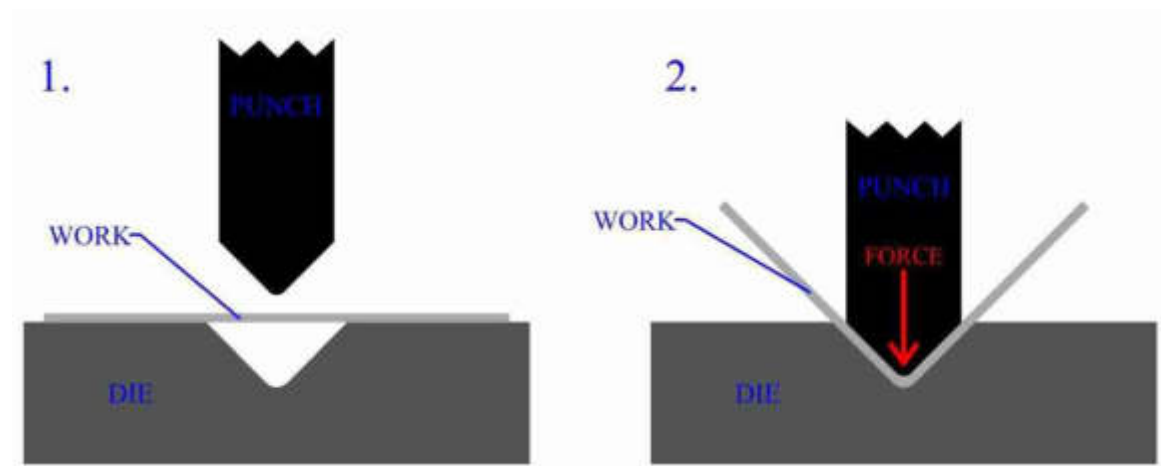 1.
PUNCH
WORK
DIE
2.
PUNCH
WORK
FORCE
DIE